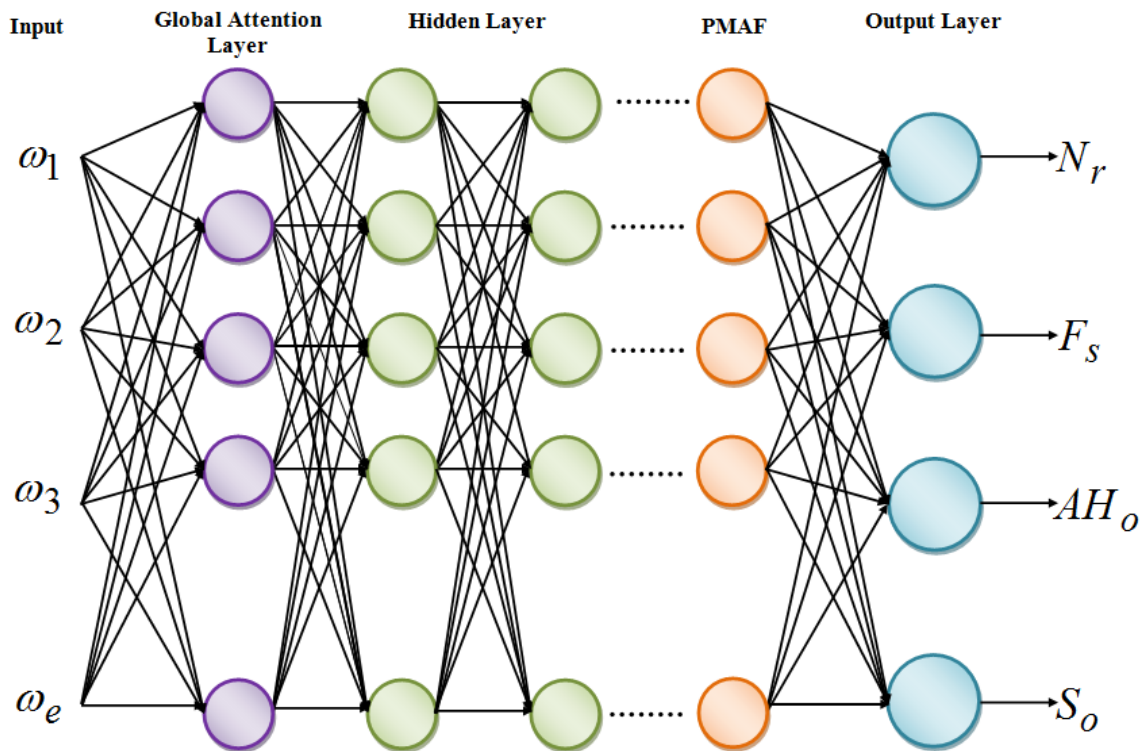 Input
Global Attention
Layer
Hidden Layer
PMAF
Output Layer
ω1
ω2
ω3
ωe
Nr
Fs
AHo
So